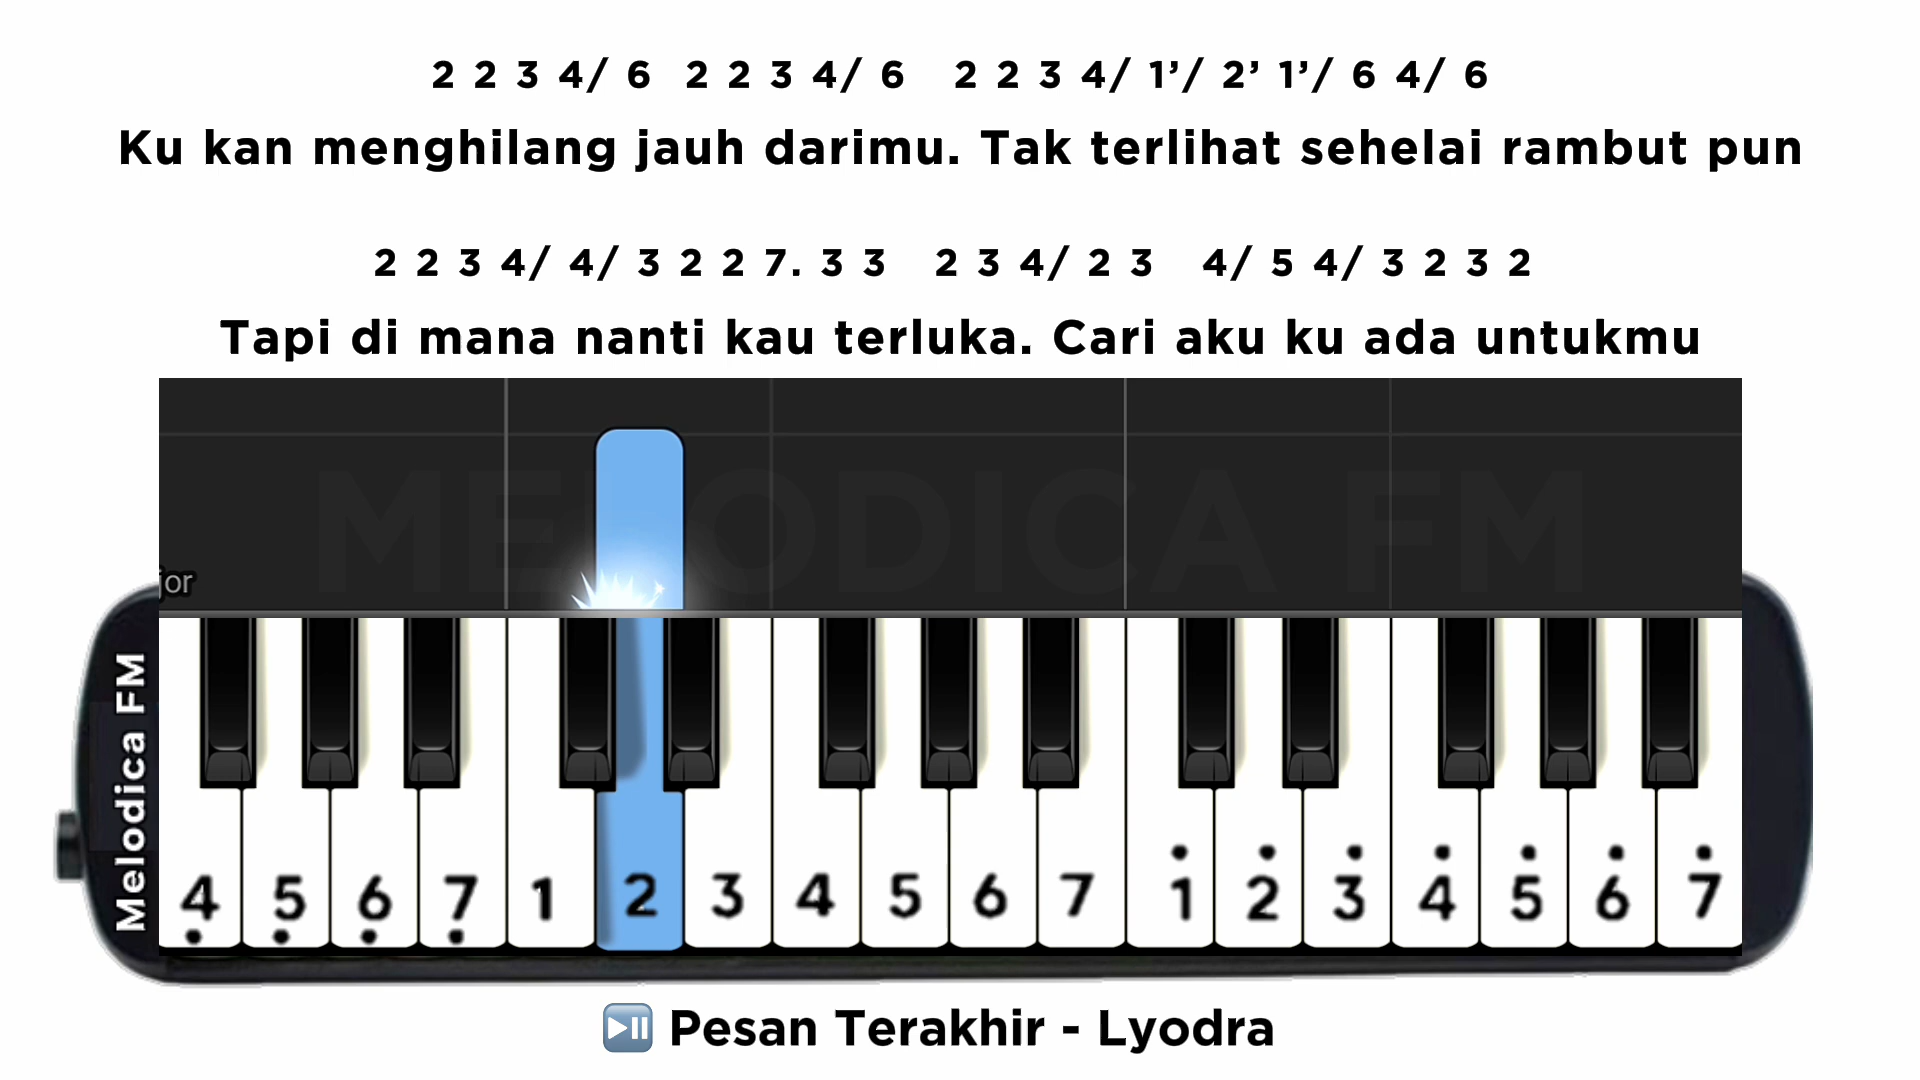 2 2 3 4/ 6 2 2 3 4/ 6 2 2 3 4/ 1’/ 2’ 1’/ 6 4/ 6
Ku kan menghilang jauh darimu. Tak terlihat sehelai rambut pun
2 2 3 4/ 4/ 3 2 2 7. 3 3 2 3 4/ 2 3 4/ 5 4/ 3 2 3 2
Tapi di mana nanti kau terluka. Cari aku ku ada untukmu
MELODICA FM
jor
Melodica FM
4 5 6 7 1 2 3 4 5 6 7 1 2 3 4 5 6 7
Pesan Terakhir - Lyodra